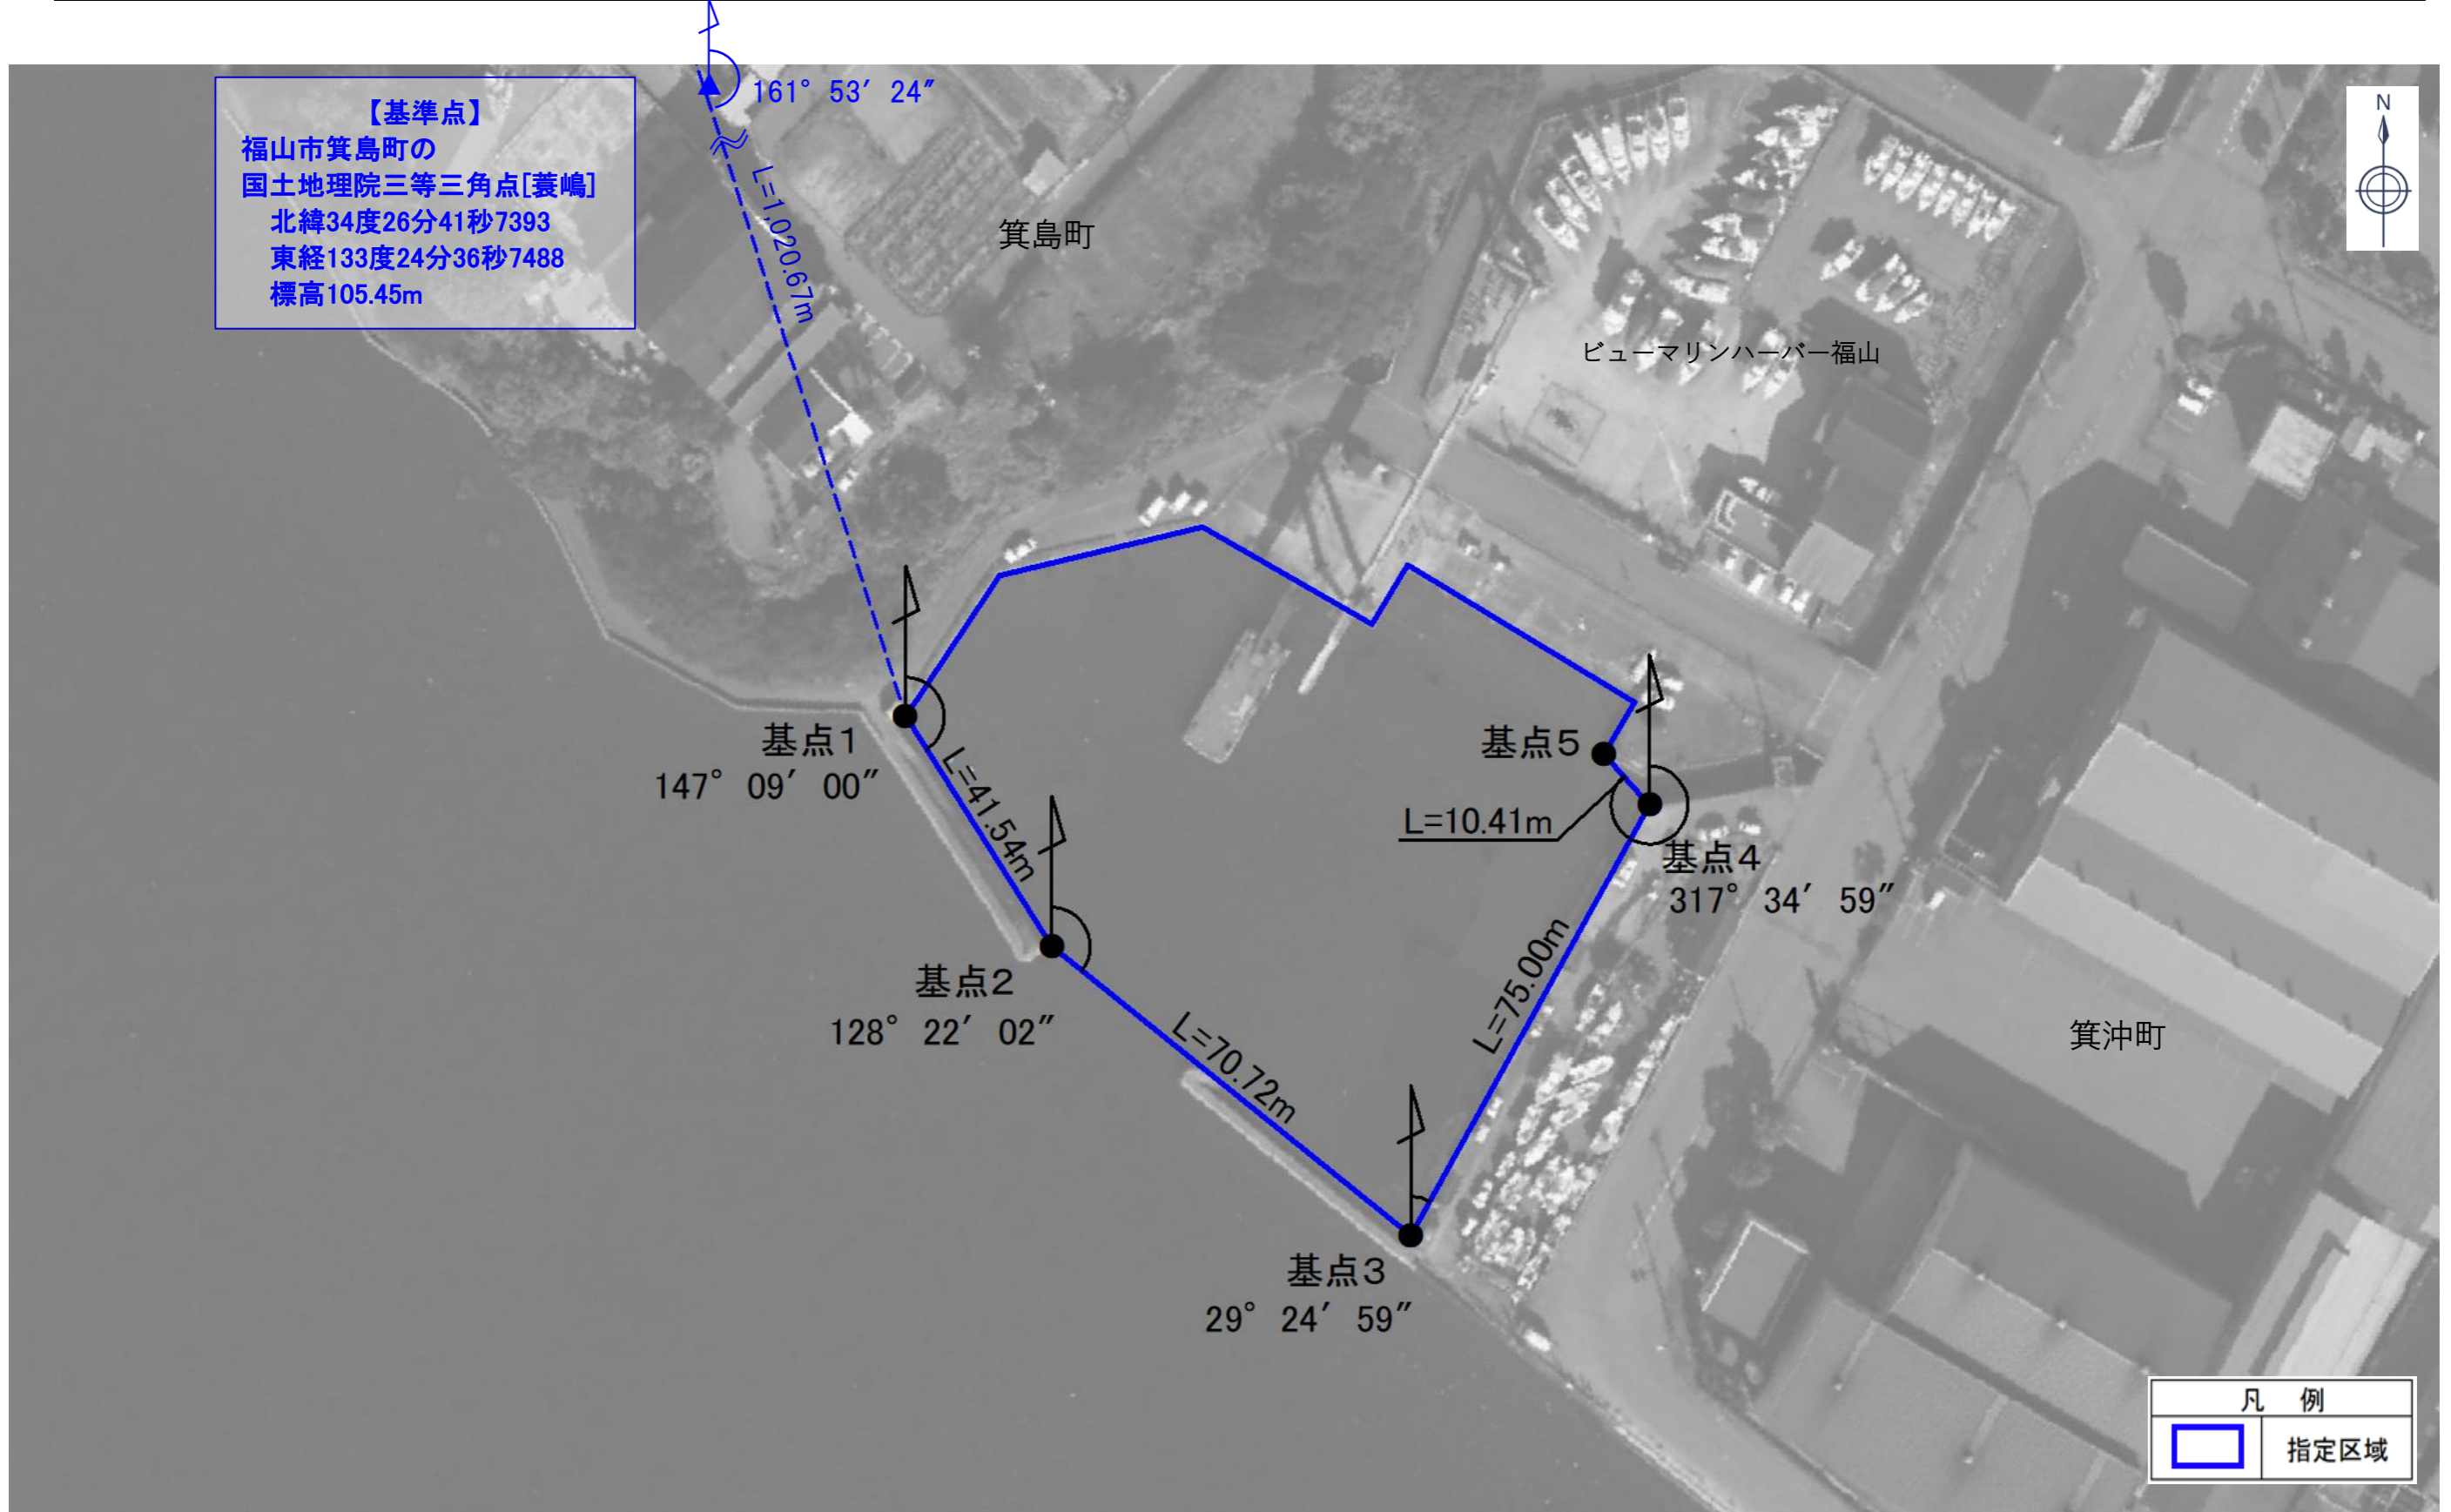 161° 53′ 24″
【基準点】
福山市箕島町の
国土地理院三等三角点[蓑嶋]
北緯34度26分41秒7393
東経133度24分36秒7488
標高105.45m
N
L=1,020.67m
箕島町
ビューマリンハーバー福山
基点1
147° 09′ 00″
L=41.54m
基点5
L=10.41m
基点4
317° 34′ 59″
基点2
128° 22′ 02″
L=70.72m
L=75.00m
箕沖町
基点3
29° 24′ 59″
凡 例
指定区域